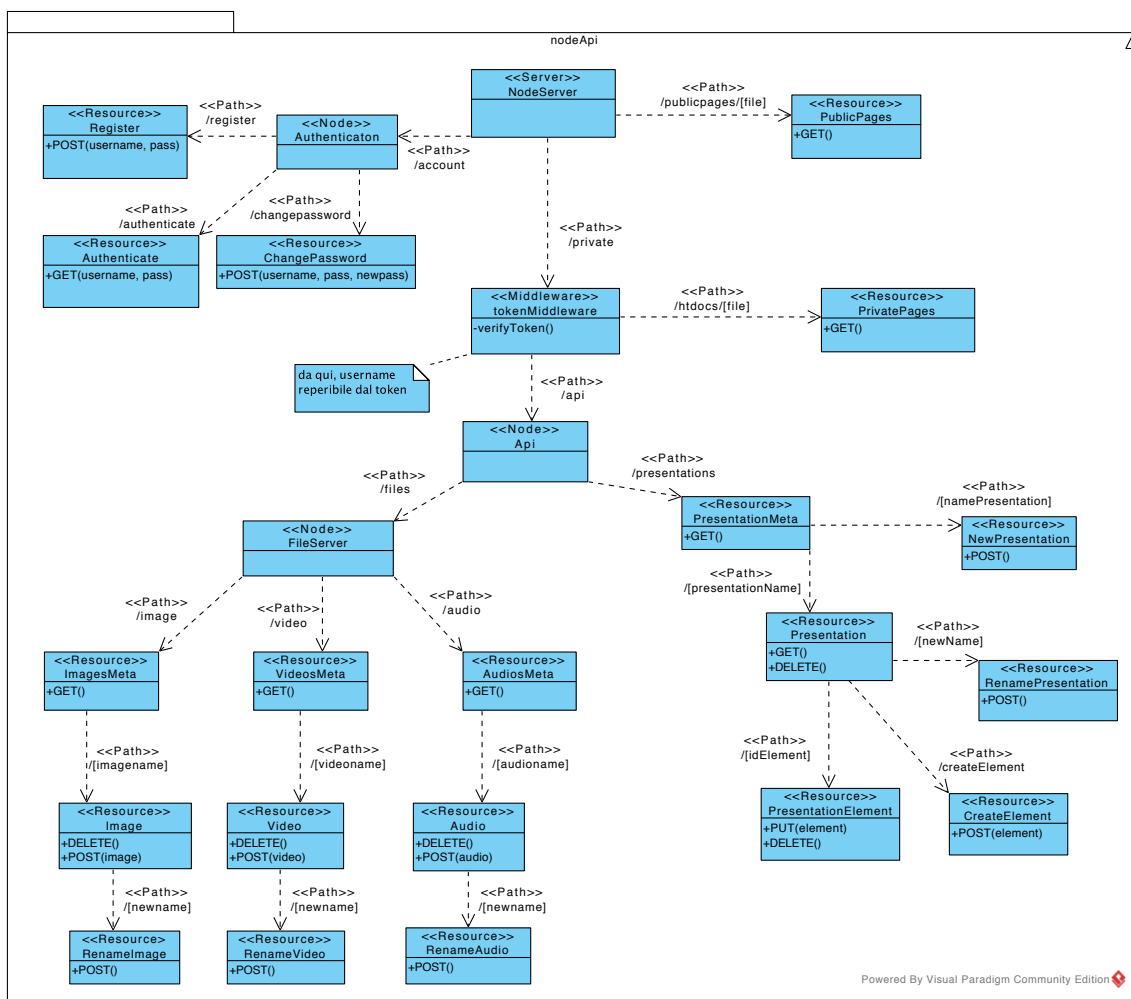 nodeApi
<<Server>>
NodeServer
<<Path>>
/publicpages/[file]
<<Resource>>
PublicPages
+GET()
<<Path>>
/register
<<Resource>>
Register
+POST(username, pass)
<<Node>>
Authenticaton
<<Path>>
/account
<<Path>>
/authenticate
<<Path>>
/changepassword
<<Resource>>
Authenticate
+GET(username, pass)
<<Resource>>
ChangePassword
+POST(username, pass, newpass)
<<Path>>
/private
<<Middleware>>
tokenMiddleware
-verifyToken()
<<Path>>
/htdocs/[file]
<<Resource>>
PrivatePages
+GET()
da qui, username
reperibile dal token
<<Path>>
/api
<<Node>>
Api
<<Path>>
/files
<<Path>>
/presentations
<<Node>>
FileServer
<<Resource>>
PresentationMeta
+GET()
<<Path>>
/[namePresentation]
<<Resource>>
NewPresentation
+POST()
<<Path>>
/[presentationName]
<<Path>>
/image
<<Path>>
/video
<<Path>>
/audio
<<Resource>>
Presentation
+GET()
+DELETE()
<<Path>>
/[newName]
<<Resource>>
RenamePresentation
+POST()
<<Resource>>
ImagesMeta
+GET()
<<Resource>>
VideosMeta
+GET()
<<Resource>>
AudiosMeta
+GET()
<<Path>>
/[imagename]
<<Path>>
/[videoname]
<<Path>>
/[audioname]
<<Path>>
/[idElement]
<<Path>>
/createElement
<<Resource>>
Image
+DELETE()
+POST(image)
<<Resource>>
Video
+DELETE()
+POST(video)
<<Resource>>
Audio
+DELETE()
+POST(audio)
<<Resource>>
PresentationElement
+PUT(element)
+DELETE()
<<Resource>>
CreateElement
+POST(element)
<<Path>>
/[newname]
<<Path>>
/[newname]
<<Path>>
/[newname]
<<Resource>
RenameImage
+POST()
<<Resource>>
RenameVideo
+POST()
<<Resource>>
RenameAudio
+POST()
Powered By Visual Paradigm Community Edition